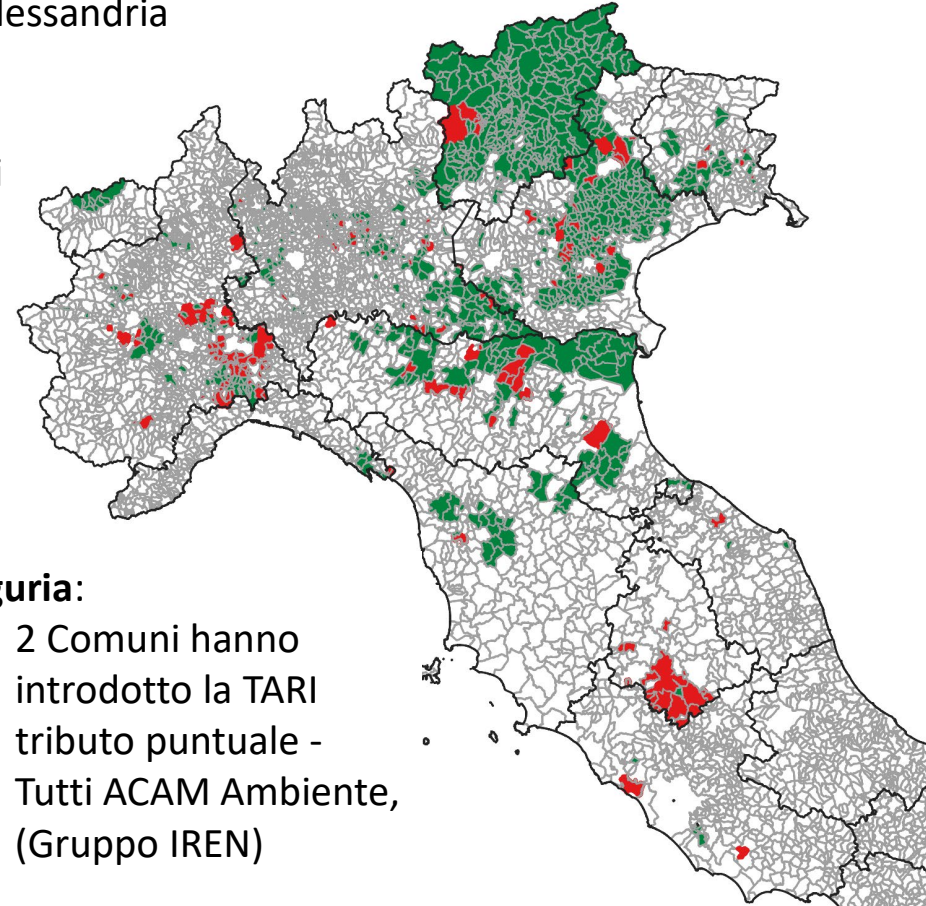 lessandria
i
guria:
2 Comuni hanno
introdotto la TARI
tributo puntuale -
Tutti ACAM Ambiente,
(Gruppo IREN)